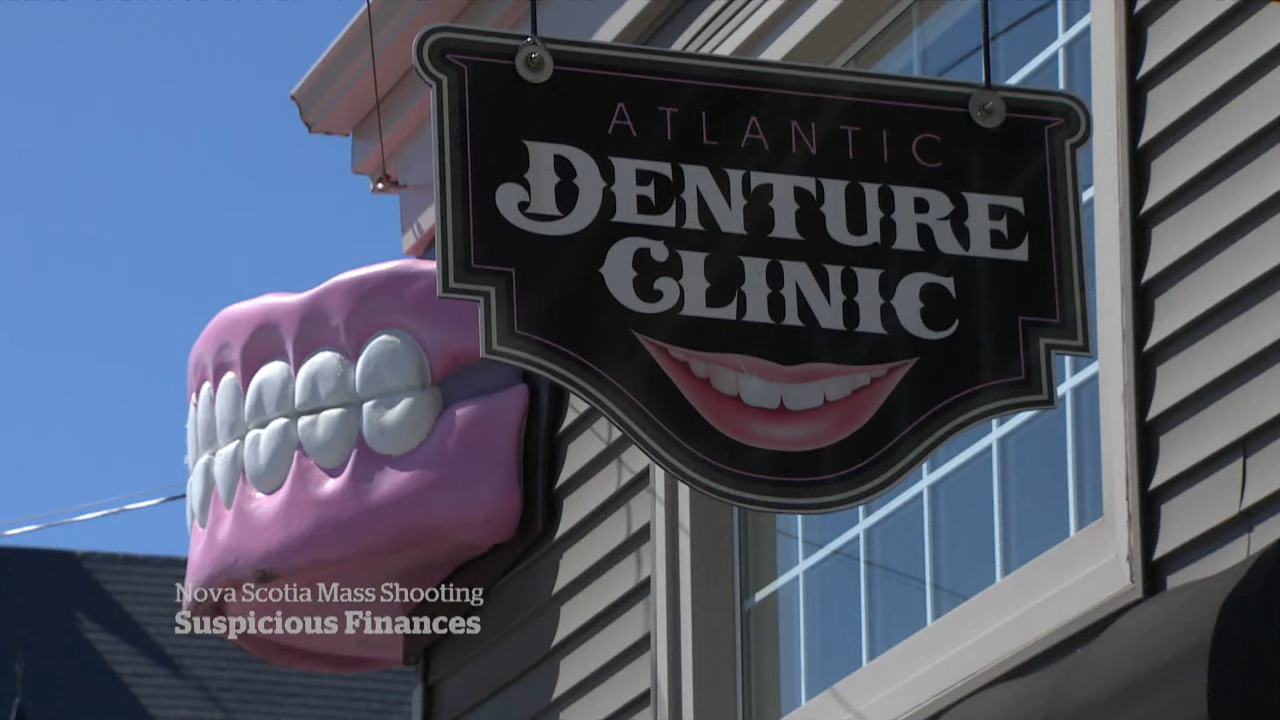 ATLANTIC
DENTURE
CLINIC
Nova Scotia Mass Shooting
Suspicious Finances